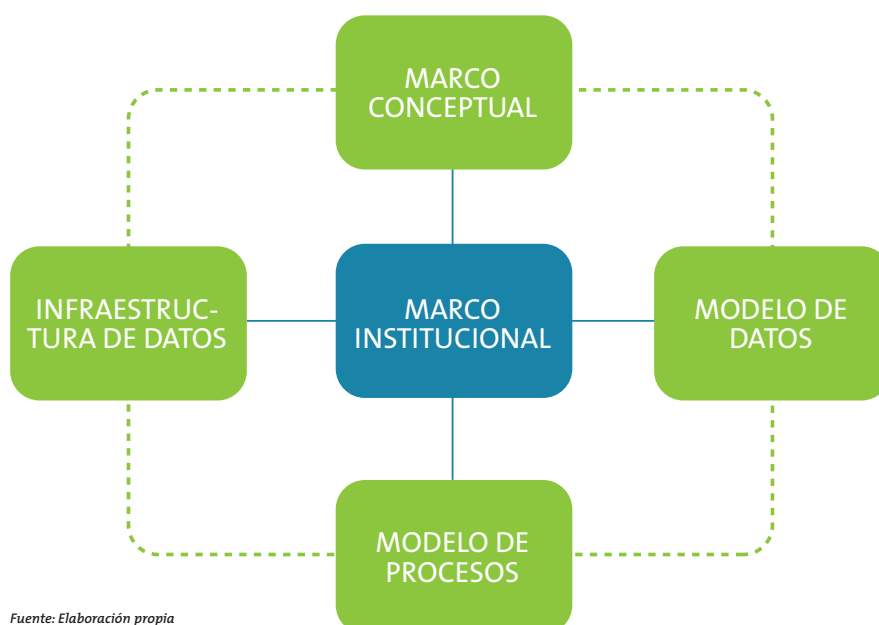 MARCO
CONCEPTUAL
INFRAESTRUC-
TURA DE DATOS
MARCO
INSTITUCIONAL
MODELO DE
DATOS
MODELO DE
PROCESOS
Fuente: Elaboración propia